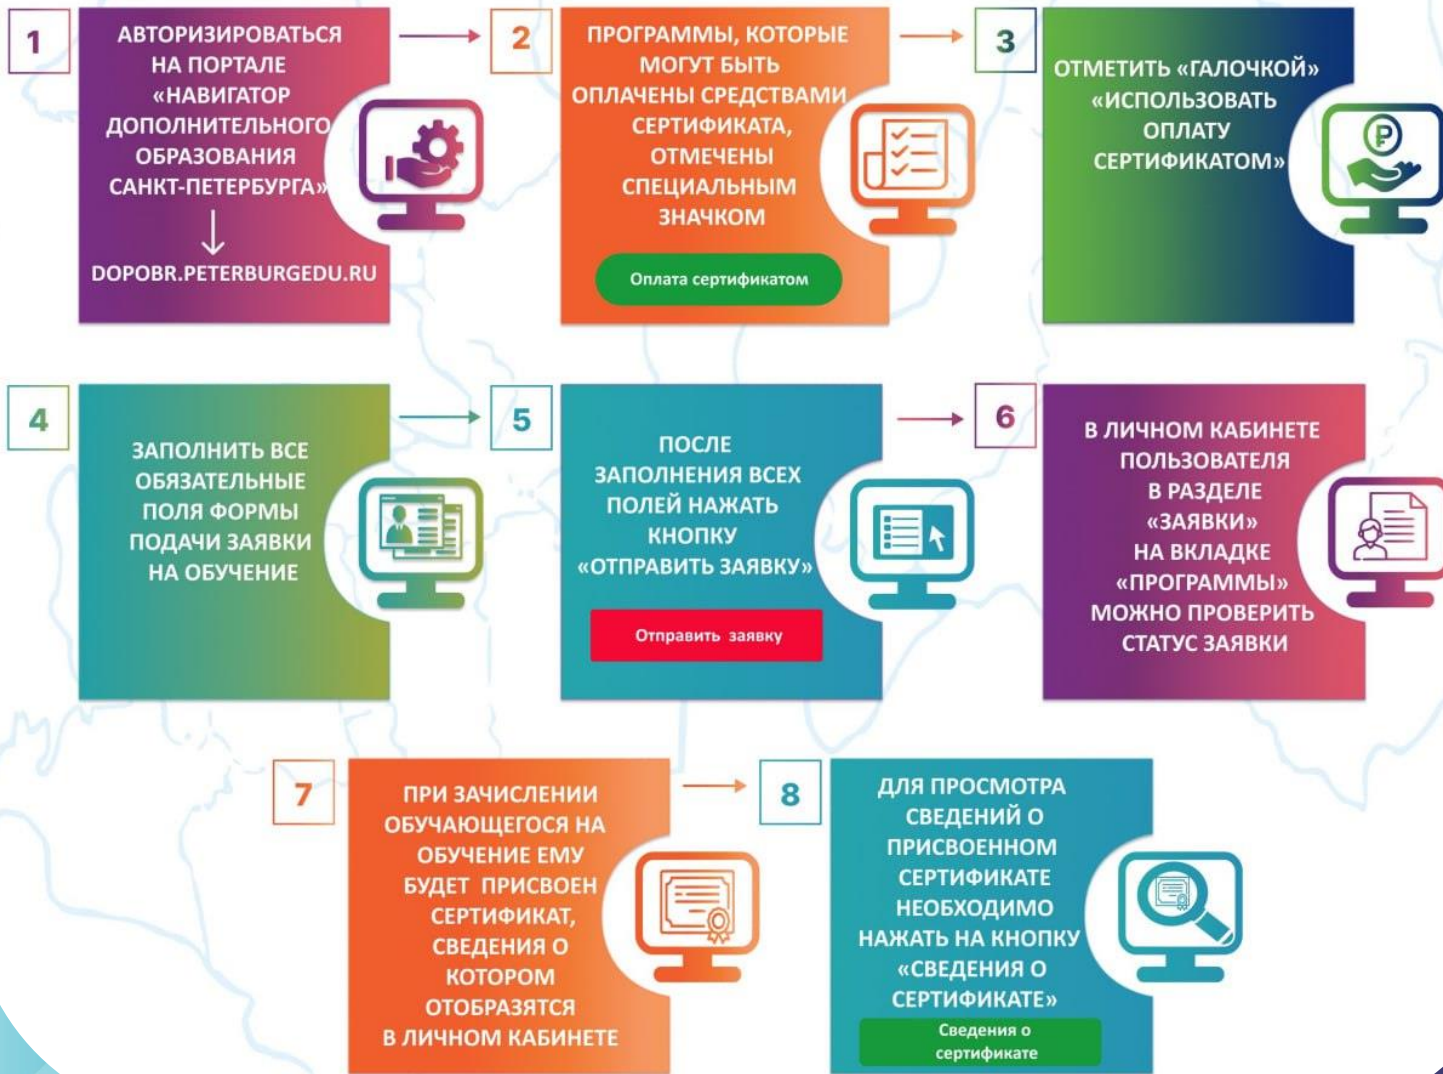 1
АВТОРИЗИРОВАТЬСЯ
НА ПОРТАЛЕ
«НАВИГАТОР
ДОПОЛНИТЕЛЬНОГО
ОБРАЗОВАНИЯ
САНКТ-ПЕТЕРБУРГА»
DOPOBR.PETERBURGEDU.RU
2
ПРОГРАММЫ, КОТОРЫЕ
МОГУТ БЫТЬ
ОПЛАЧЕНЫ СРЕДСТВАМИ
СЕРТИФИКАТА,
ОТМЕЧЕНЫ
СПЕЦИАЛЬНЫМ
ЗНАЧКОМ
Оплата сертификатом
3
ОТМЕТИТЬ «ГАЛОЧКОЙ»
«ИСПОЛЬЗОВАТЬ
ОПЛАТУ
СЕРТИФИКАТОМ»
4
ЗАПОЛНИТЬ ВСЕ
ОБЯЗАТЕЛЬНЫЕ
ПОЛЯ ФОРМЫ
ПОДАЧИ ЗАЯВКИ
НА ОБУЧЕНИЕ
5
ПОСЛЕ
ЗАПОЛНЕНИЯ ВСЕХ
ПОЛЕЙ НАЖАТЬ
КНОПКУ
«ОТПРАВИТЬ ЗАЯВКУ»
Отправить заявку
6
В ЛИЧНОМ КАБИНЕТЕ
ПОЛЬЗОВАТЕЛЯ
В РАЗДЕЛЕ
«ЗАЯВКИ»
НА ВКЛАДКЕ
«ПРОГРАММЫ»
МОЖНО ПРОВЕРИТЬ
СТАТУС ЗАЯВКИ
7
ПРИ ЗАЧИСЛЕНИИ
ОБУЧАЮЩЕГОСЯ НА
ОБУЧЕНИЕ ЕМУ
БУДЕТ ПРИСВОЕН
СЕРТИФИКАТ,
СВЕДЕНИЯ О
КОТОРОМ
ОТОБРАЗЯТСЯ
В ЛИЧНОМ КАБИНЕТЕ
8
ДЛЯ ПРОСМОТРА
СВЕДЕНИЙ О
ПРИСВОЕННОМ
СЕРТИФИКАТЕ
НЕОБХОДИМО
НАЖАТЬ НА КНОПКУ
«СВЕДЕНИЯ О
СЕРТИФИКАТЕ»
Сведения о
сертификате